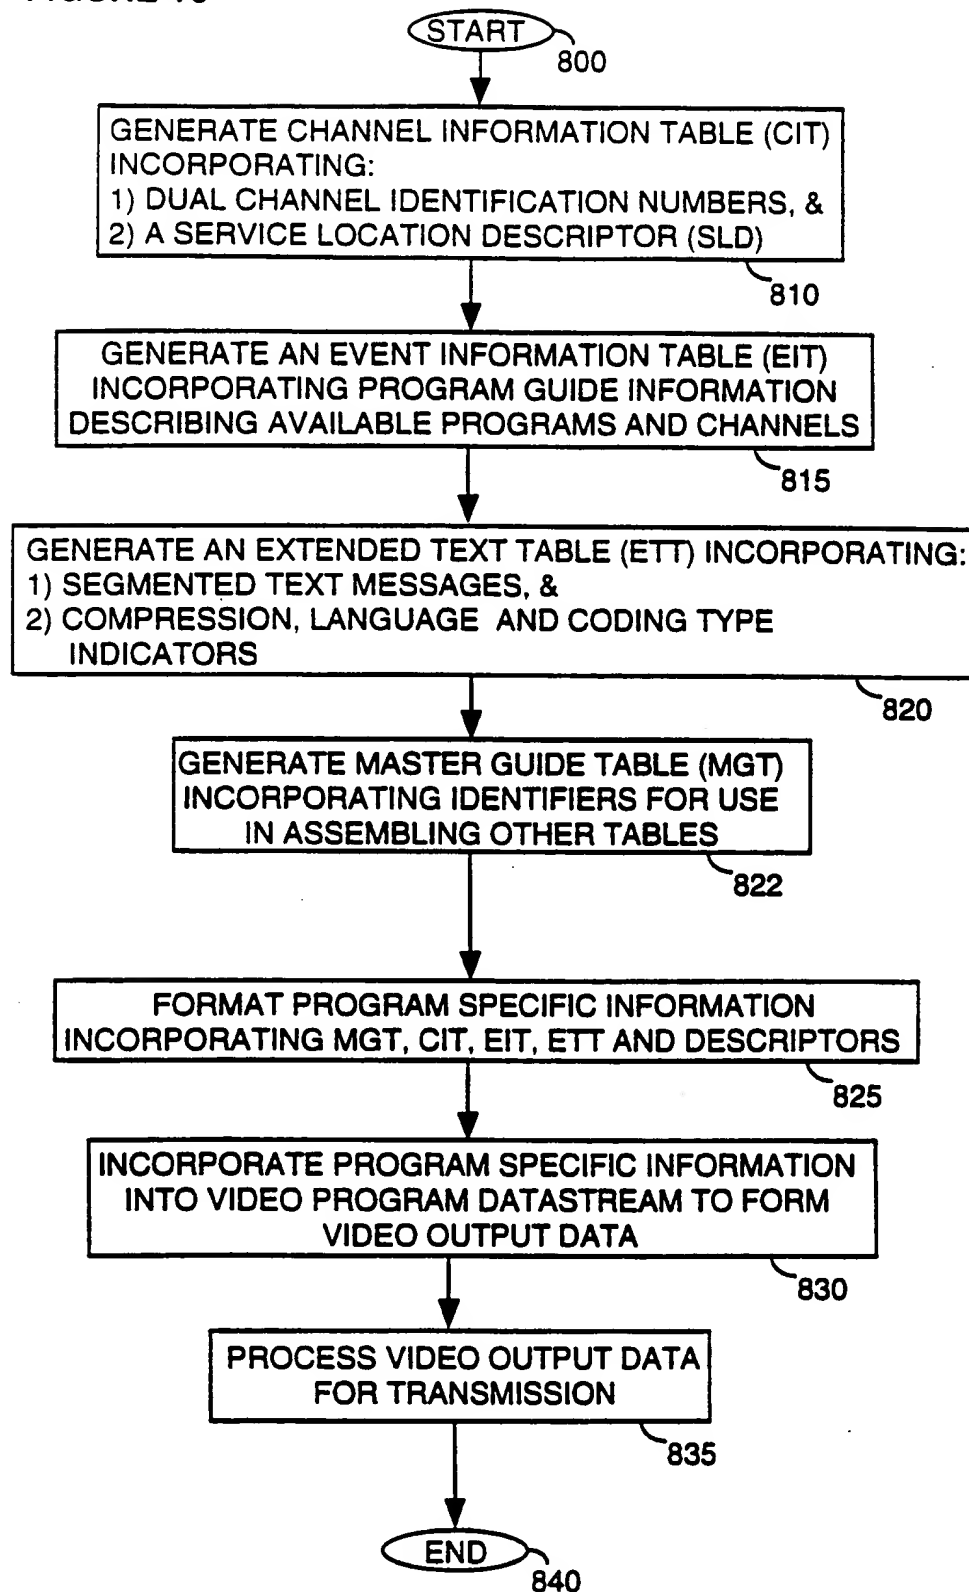 START
800
GENERATE CHANNEL INFORMATION TABLE (CIT)
INCORPORATING:
1) DUAL CHANNEL IDENTIFICATION NUMBERS, &
2) A SERVICE LOCATION DESCRIPTOR (SLD)
810
GENERATE AN EVENT INFORMATION TABLE (EIT)
INCORPORATING PROGRAM GUIDE INFORMATION
DESCRIBING AVAILABLE PROGRAMS AND CHANNELS
815
GENERATE AN EXTENDED TEXT TABLE (ETT) INCORPORATING:
1) SEGMENTED TEXT MESSAGES, &
2) COMPRESSION, LANGUAGE AND CODING TYPE
INDICATORS
820
GENERATE MASTER GUIDE TABLE (MGT)
INCORPORATING IDENTIFIERS FOR USE
IN ASSEMBLING OTHER TABLES
822
FORMAT PROGRAM SPECIFIC INFORMATION
INCORPORATING MGT, CIT, EIT, ETT AND DESCRIPTORS
825
INCORPORATE PROGRAM SPECIFIC INFORMATION
INTO VIDEO PROGRAM DATASTREAM TO FORM
VIDEO OUTPUT DATA
830
PROCESS VIDEO OUTPUT DATA
FOR TRANSMISSION
835
END
840